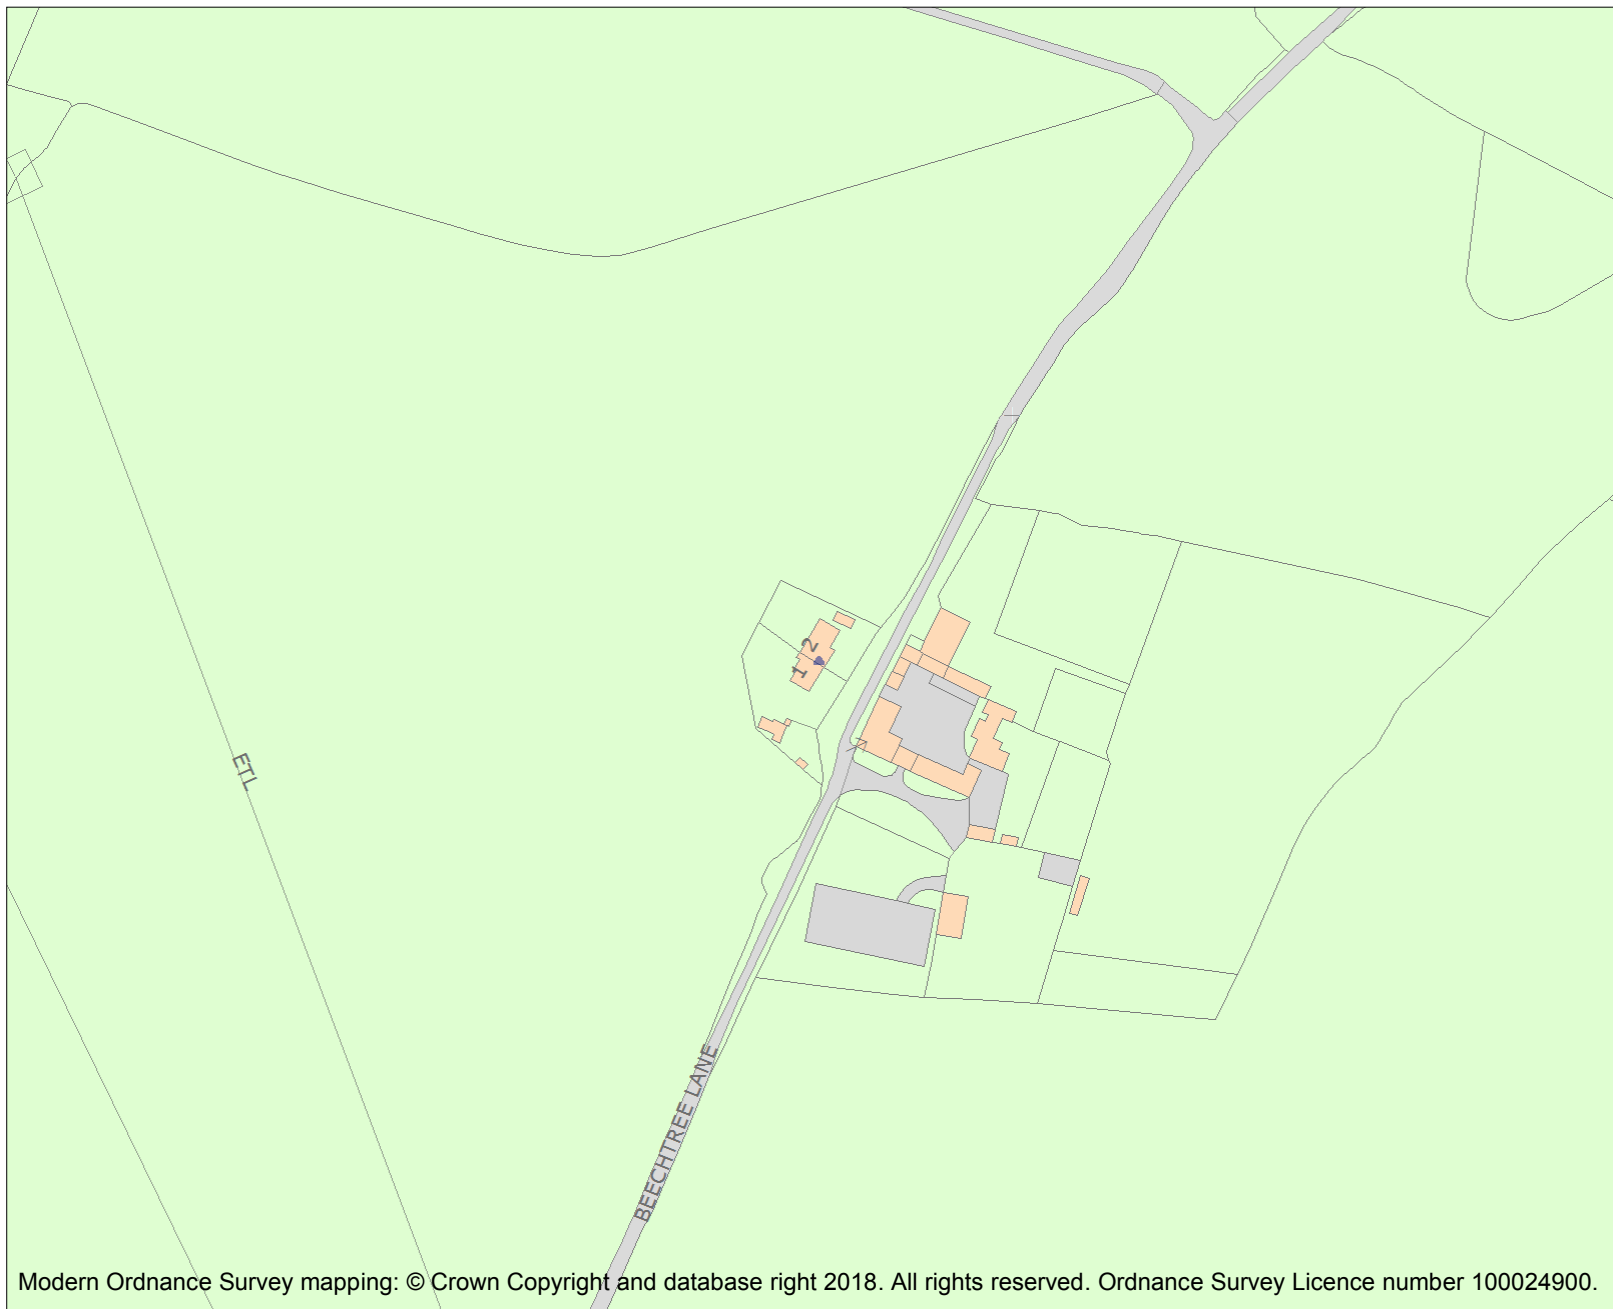 2
1
ETL
BEECHTREE LANE
Modern Ordnance Survey mapping: © Crown Copyright and database right 2018. All rights reserved. Ordnance Survey Licence number 100024900.